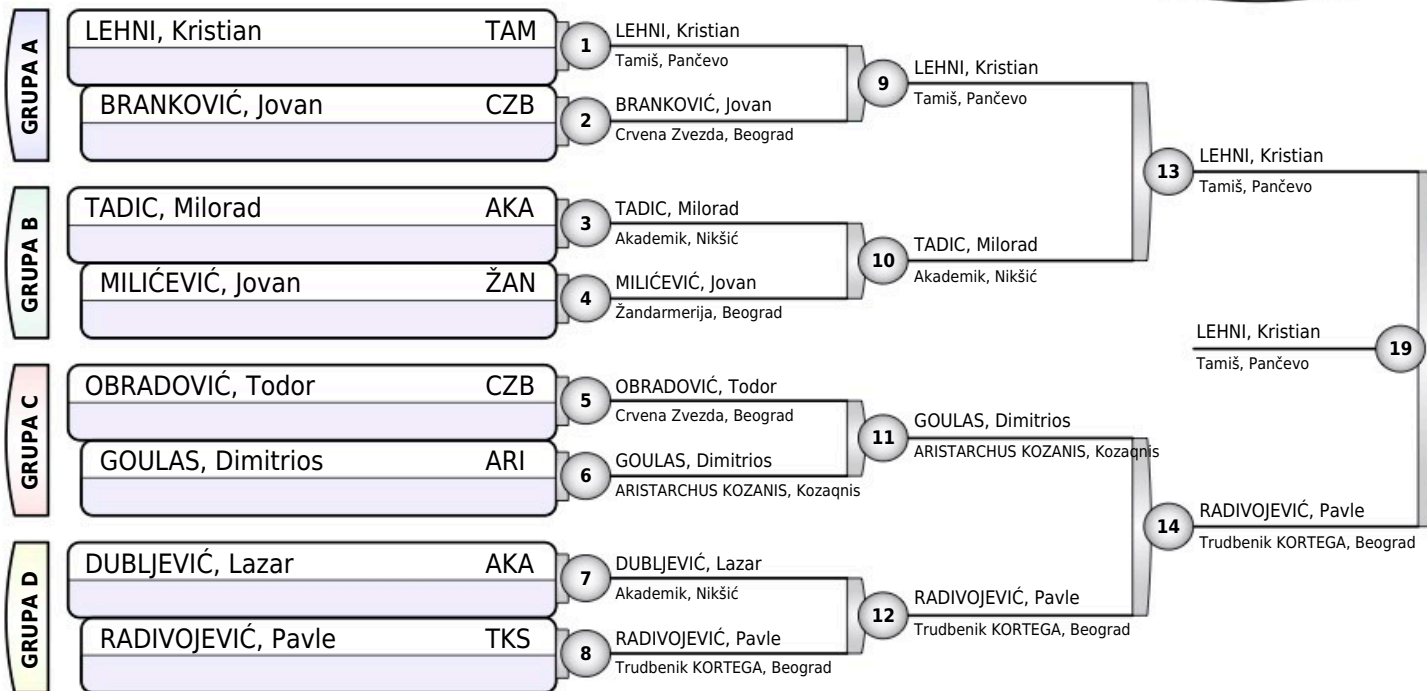 GRUPA A
LEHNI, Kristian TAM
BRANKOVIĆ, Jovan CZB
GRUPA B
TADIC, Milorad AKA
MILIĆEVIĆ, Jovan ŽAN
GRUPA C
OBRADOVIĆ, Todor CZB
GOULAS, Dimitrios ARI
GRUPA D
DUBLJEVIĆ, Lazar AKA
RADIVOJEVIĆ, Pavle TKS
1
LEHNI, Kristian
Tamiš, Pančevo
2
BRANKOVIĆ, Jovan
Crvena Zvezda, Beograd
3
TADIC, Milorad
Akademik, Nikšić
4
MILIĆEVIĆ, Jovan
Žandarmerija, Beograd
5
OBRADOVIĆ, Todor
Crvena Zvezda, Beograd
6
GOULAS, Dimitrios
ARISTARCHUS KOZANIS, Kozaqnis
7
DUBLJEVIĆ, Lazar
Akademik, Nikšić
8
RADIVOJEVIĆ, Pavle
Trudbenik KORTEGA, Beograd
9
LEHNI, Kristian
Tamiš, Pančevo
10
TADIC, Milorad
Akademik, Nikšić
11
GOULAS, Dimitrios
ARISTARCHUS KOZANIS, Kozaqnis
12
RADIVOJEVIĆ, Pavle
Trudbenik KORTEGA, Beograd
13
LEHNI, Kristian
Tamiš, Pančevo
14
RADIVOJEVIĆ, Pavle
Trudbenik KORTEGA, Beograd
LEHNI, Kristian
Tamiš, Pančevo
19